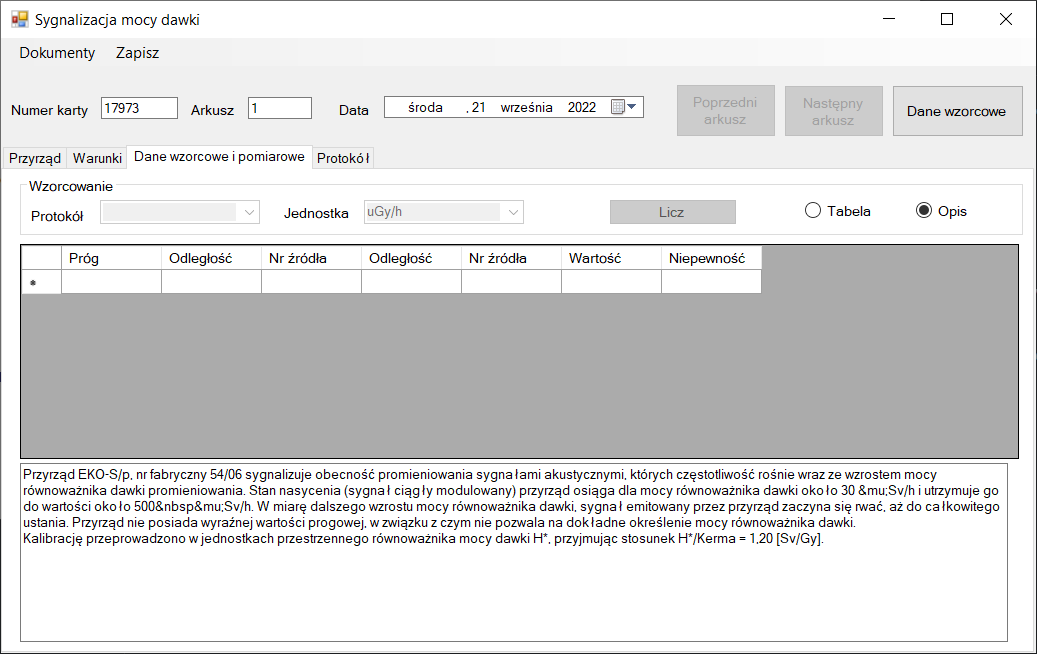 Sygnalizacja mocy dawki
Dokumenty Zapisz
Numer karty 17973 Arkusz 1 Data środa , 21 września 2022 Poprzedni arkusz Następny arkusz Dane wzorcowe
Przyrząd Warunki Dane wzorcowe i pomiarowe Protokół
Wzorcowanie
Protokół Jednostka uGy/h Licz Tabela Opis
Próg Odległość Nr źródła Odległość Nr źródła Wartość Niepewność
*
Przyrząd EKO-S/p, nr fabryczny 54/06 sygnalizuje obecność promieniowania sygnałami akustycznymi, których częstotliwość rośnie wraz ze wzrostem mocy
równoważnika dawki promieniowania. Stan nasycenia (sygnał ciągły modulowany) przyrząd osiąga dla mocy równoważnika dawki około 30 &mu;Sv/h i utrzymuje go
do wartości około 500&nbsp&mu;Sv/h. W miarę dalszego wzrostu mocy równoważnika dawki, sygnał emitowany przez przyrząd zaczyna się rwać, aż do całkowitego
ustania. Przyrząd nie posiada wyraźnej wartości progowej, w związku z czym nie pozwala na dokładne określenie mocy równoważnika dawki.
Kalibrację przeprowadzono w jednostkach przestrzennego równoważnika mocy dawki H*, przyjmując stosunek H*/Kerma = 1,20 [Sv/Gy].